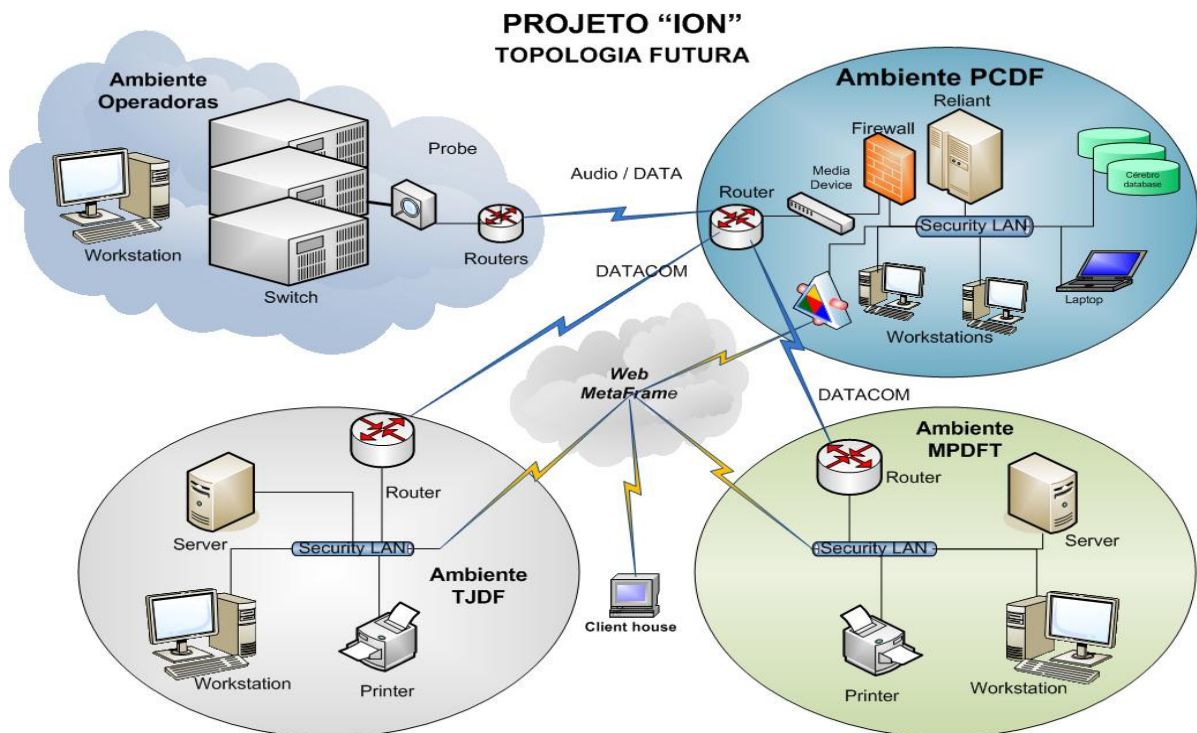 PROJETO “ION”
TOPOLOGIA FUTURA
Ambiente
Operadoras
Workstation
Switch
Probe
Routers
Audio / DATA
DATACOM
Ambiente PCDF
Reliant
Firewall
Media
Device
Router
Cérebro
database
Security LAN
Laptop
Workstations
Web
MetaFrame
DATACOM
Router
Server
Security LAN
Ambiente
TJDF
Workstation
Printer
Client house
Ambiente
MPDFT
Router
Server
Security LAN
Printer
Workstation